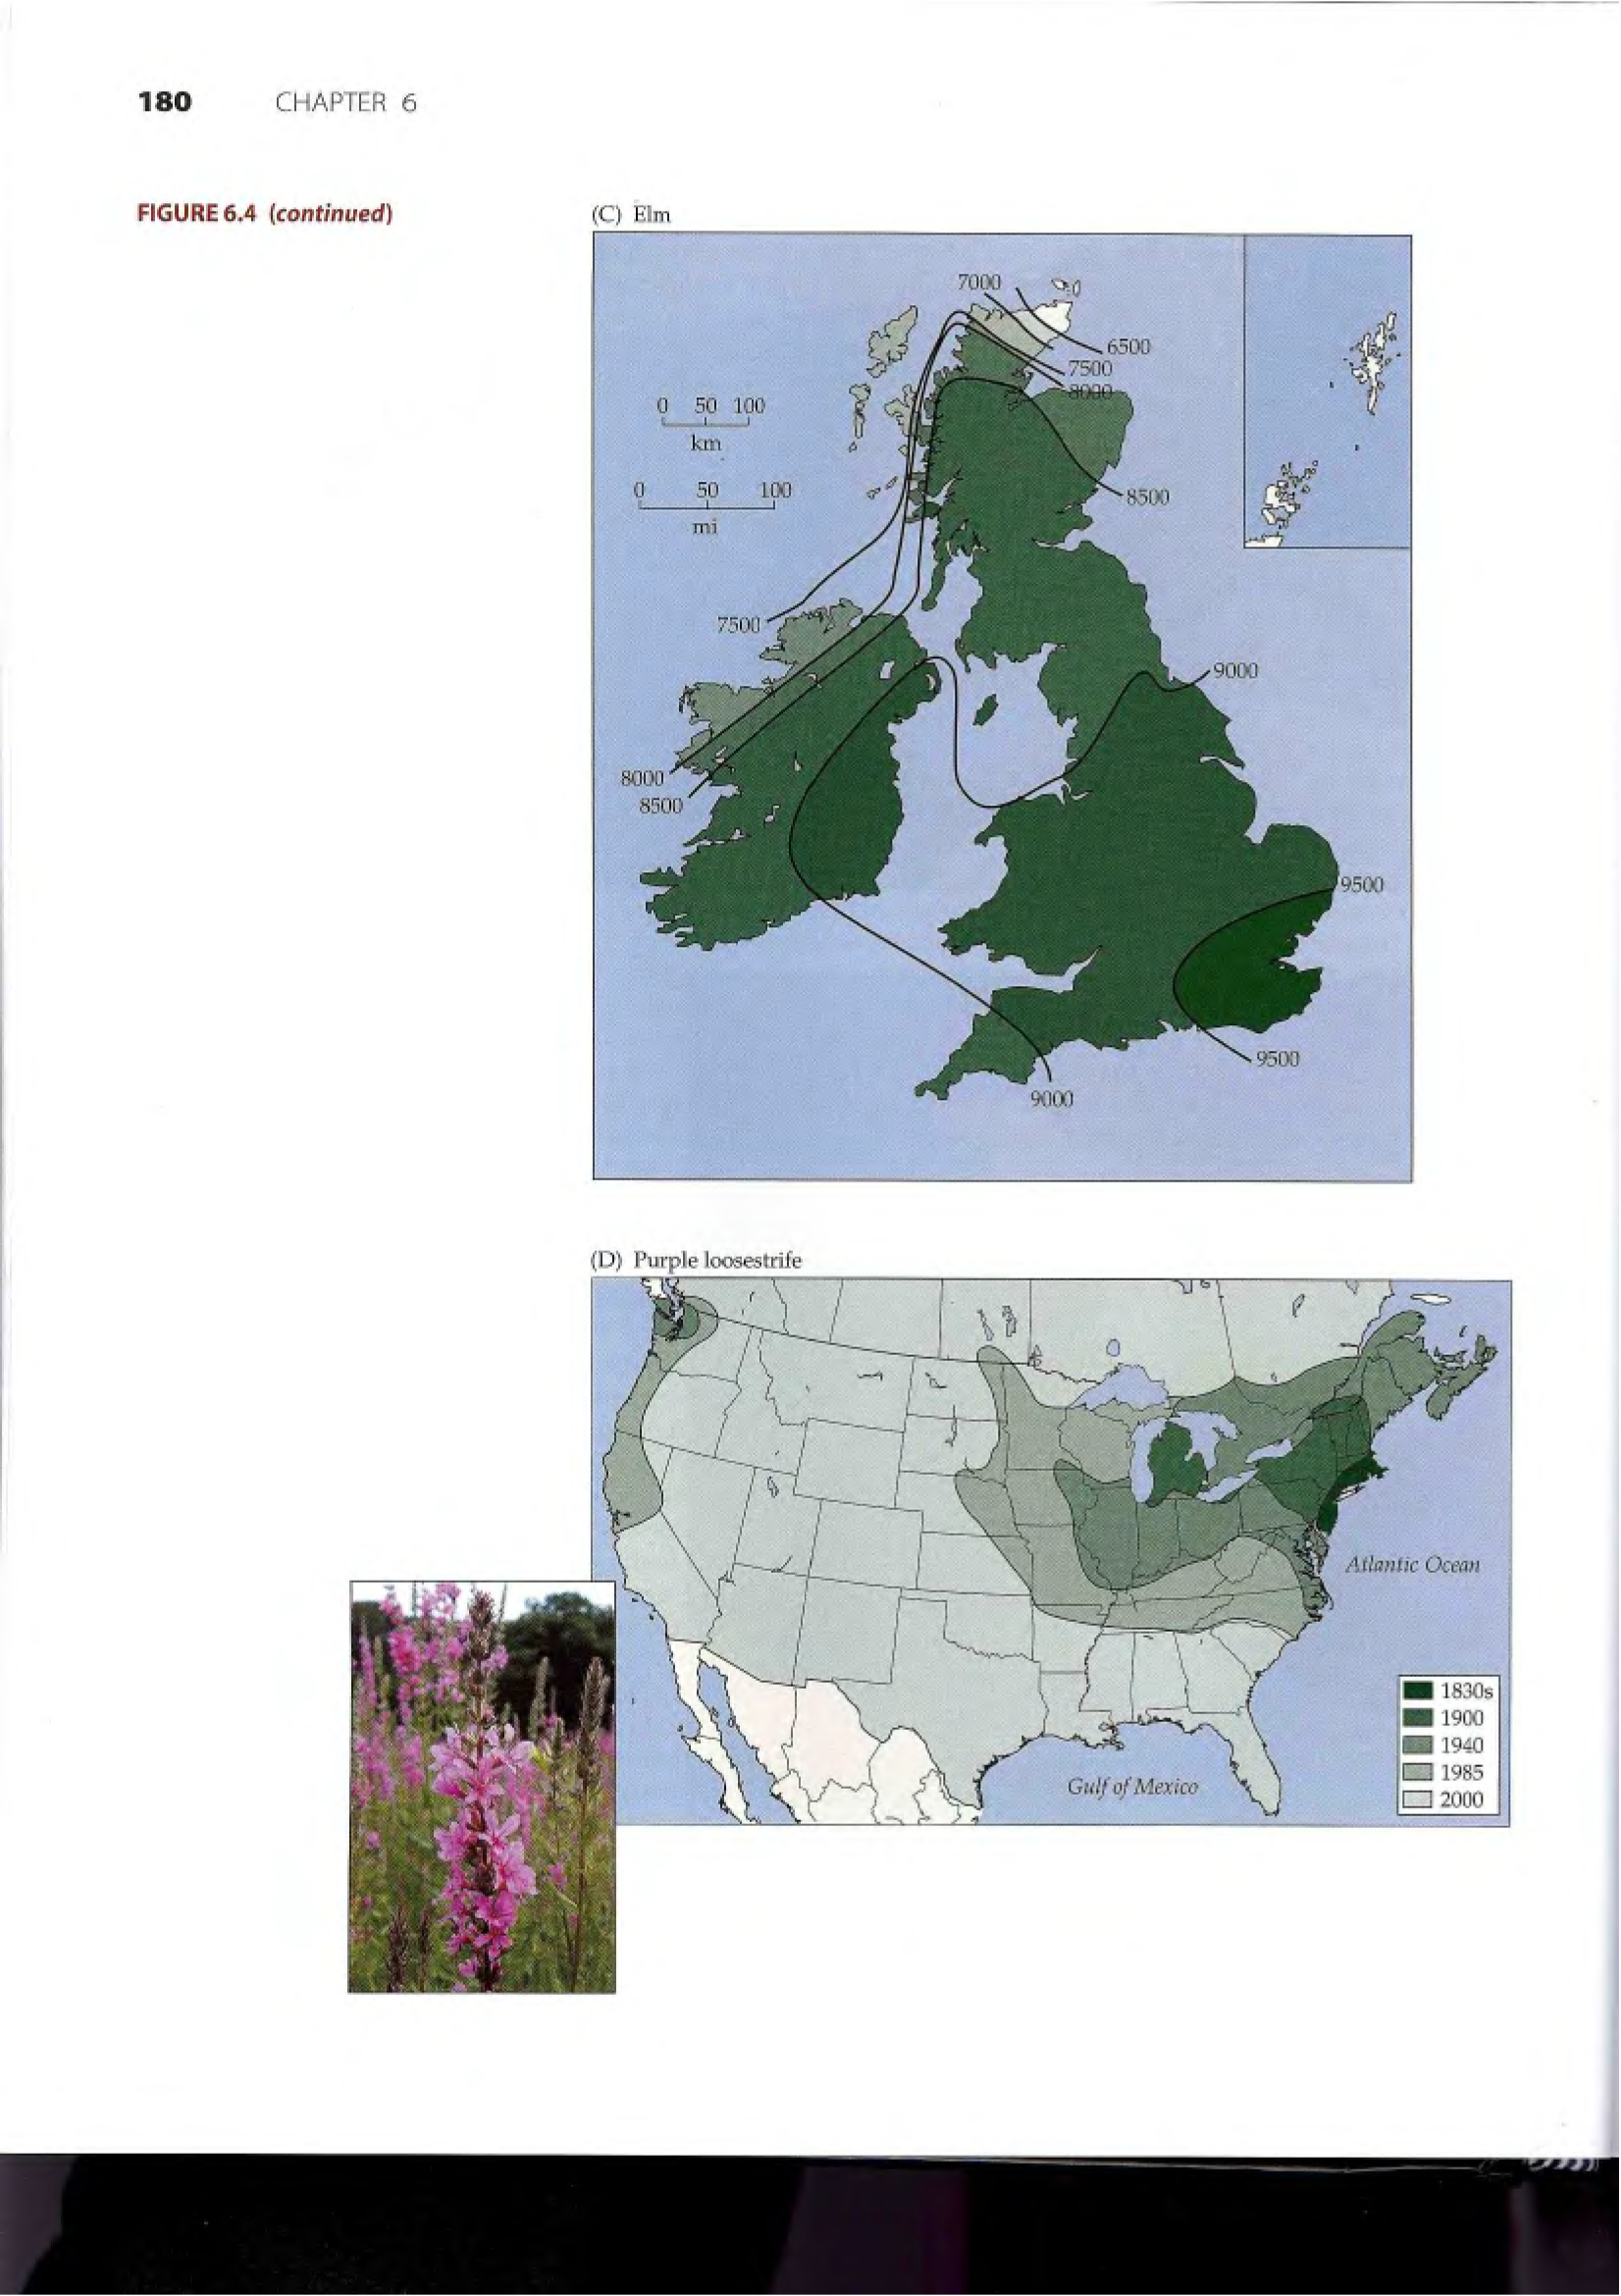 180 CHAPTER 6
FIGURE 6.4 (continued)
(C) Elm
7000
6500
7500
8000
0 50 100
km
0 50 100
mi
8500
7500
9000
8000
8500
9500
9500
9000
(D) Purple loosestrife
Atlantic Ocean
Gulf of Mexico
1830s
1900
1940
1985
2000